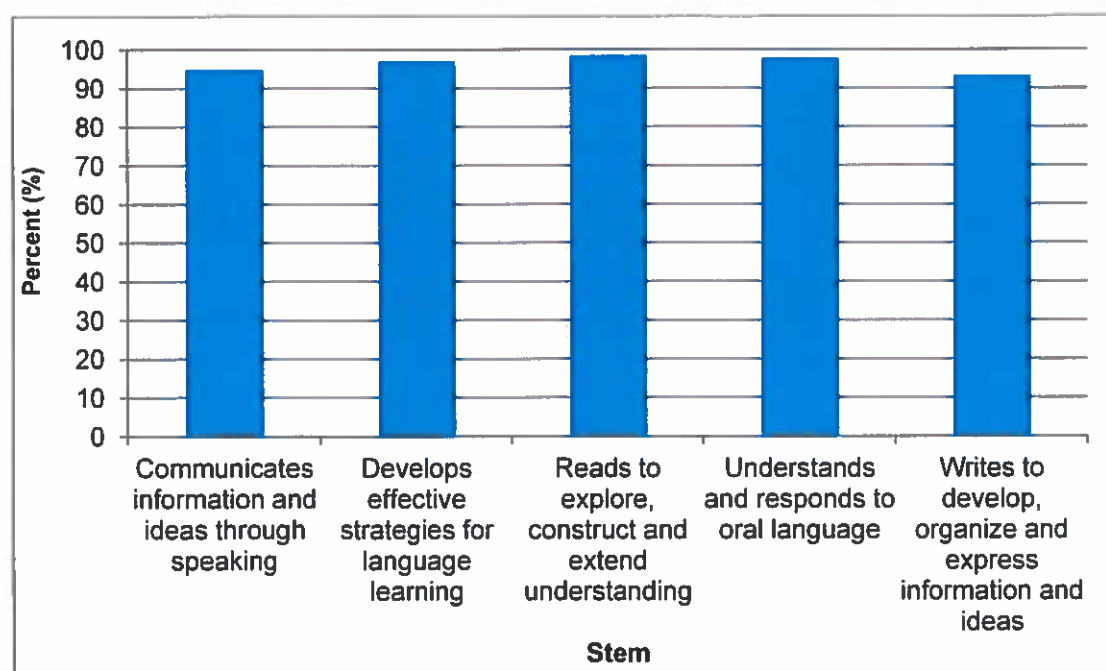 Percent (%)
100
90
80
70
60
50
40
30
20
10
0
Communicates
information and
ideas through
speaking
Develops
effective
strategies for
language
learning
Reads to
explore,
construct and
extend
understanding
Understands
and responds to
oral language
Writes to
develop,
organize and
express
information and
ideas
Stem